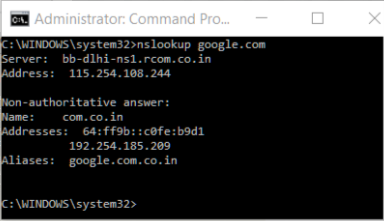 Administrator: Command Pro...
C:\WINDOWS\system32>nslookup google.com
Server:  bb-dlhi-ns1.rcom.co.in
Address:  115.254.108.244
Non-authoritative answer:
Name:    com.co.in
Addresses:  64:ff9b::c0fe:b9d1
192.254.185.209
Aliases:  google.com.co.in
C:\WINDOWS\system32>